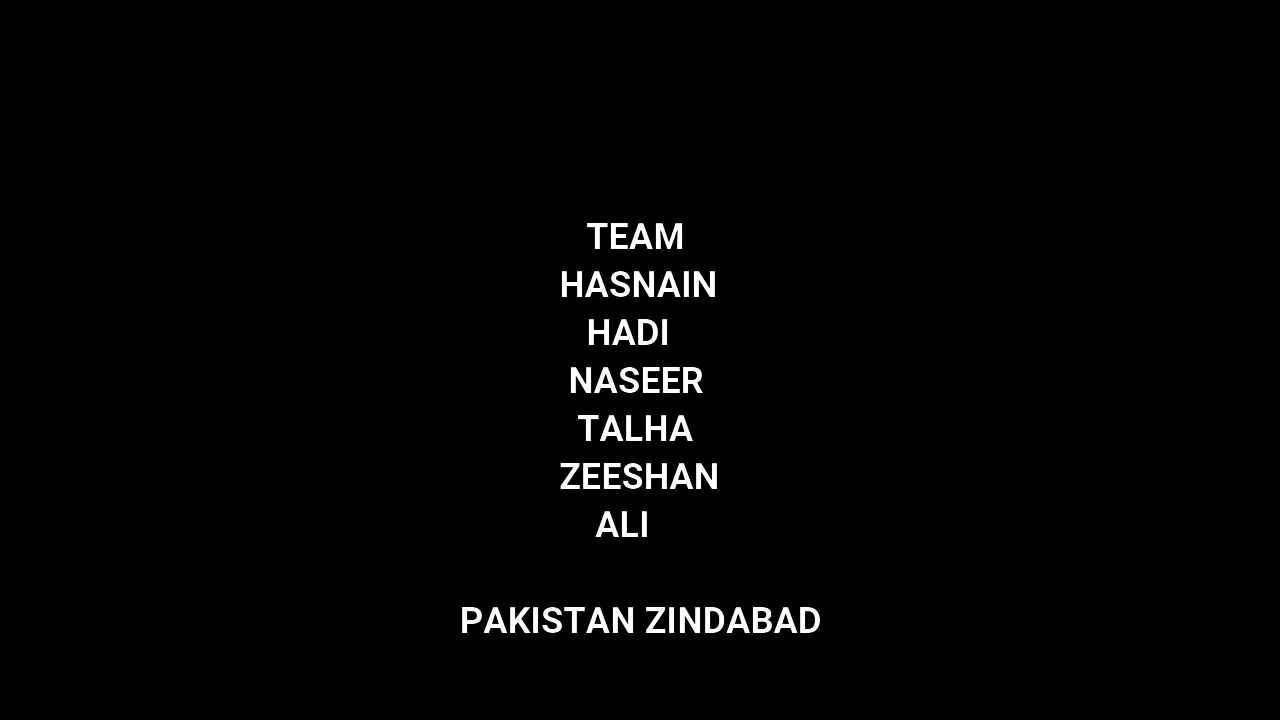 TEAM
HASNAIN
HADI
NASEER
TALHA
ZEESHAN
ALI
PAKISTAN ZINDABAD